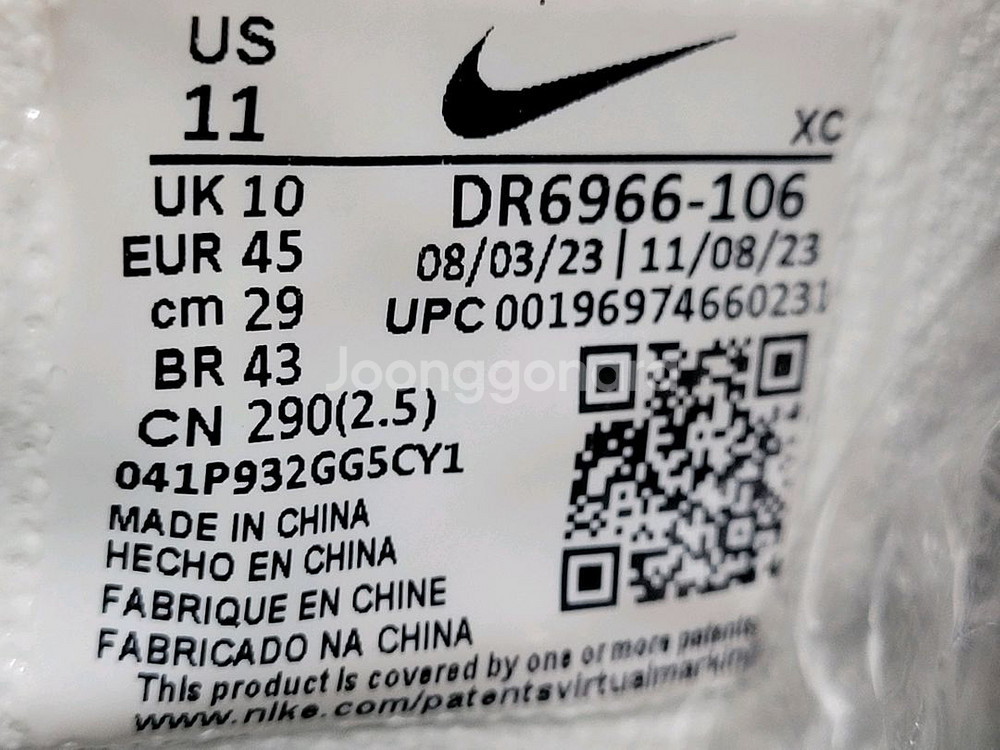 US
11
XC
UK 10
DR6966-106
EUR 45
08/03/23 | 11/08/23
cm 29
UPC 00196974660231
BR 43
Joonggonara
CN 290(2.5)
041P932GG5CY1
MADE IN CHINA
HECHO EN CHINA
FABRIQUE EN CHINE
FABRICADO NA CHINA
This product is covered by one or more patents
www.nike.com/patentsvirtualmarking